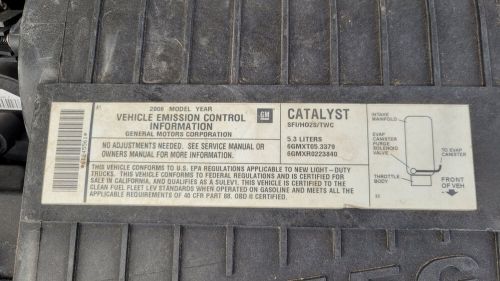 2006 MODEL YEAR
VEHICLE EMISSION CONTROL
INFORMATION
GENERAL MOTORS CORPORATION
GM
CATALYST
SFI/HO2S/TWC
NO ADJUSTMENTS NEEDED. SEE SERVICE MANUAL OR
OWNERS MANUAL FOR MORE INFORMATION.
5.3 LITERS
6GMXT05.3379
6GMXR0223840
THIS VEHICLE CONFORMS TO U.S. EPA REGULATIONS APPLICABLE TO NEW LIGHT-DUTY
TRUCKS. THIS VEHICLE CONFORMS TO FEDERAL REGULATIONS AND IS CERTIFIED FOR
SALE IN CALIFORNIA, AND QUALIFIES AS A SULEV1. THIS VEHICLE IS CERTIFIED TO
CLEAN FUEL FLEET LEV STANDARDS WHEN OPERATED ON GASOLINE AND MEETS ALL THE
APPLICABLE REQUIREMENTS OF 40 CFR PART 88. OBD II CERTIFIED.
INTAKE
MANIFOLD
EVAP
CANISTER
PURGE
SOLENOID
VALVE
THROTTLE
BODY
TO EVAP
CANISTER
FRONT
OF VEH